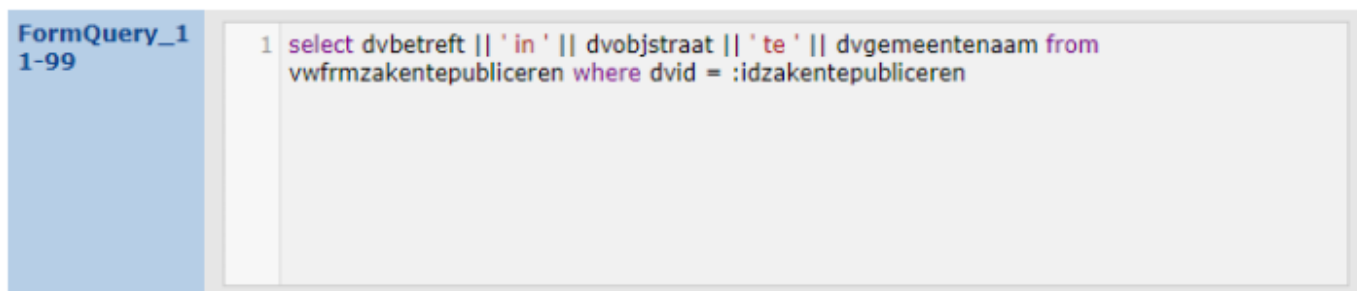 FormQuery_1
1-99
1 select dvbetreft || ' in ' || dvobjstraat || ' te ' || dvgemeentenaam from
vwfrmzakentepubliceren where dvid = :idzakentepubliceren